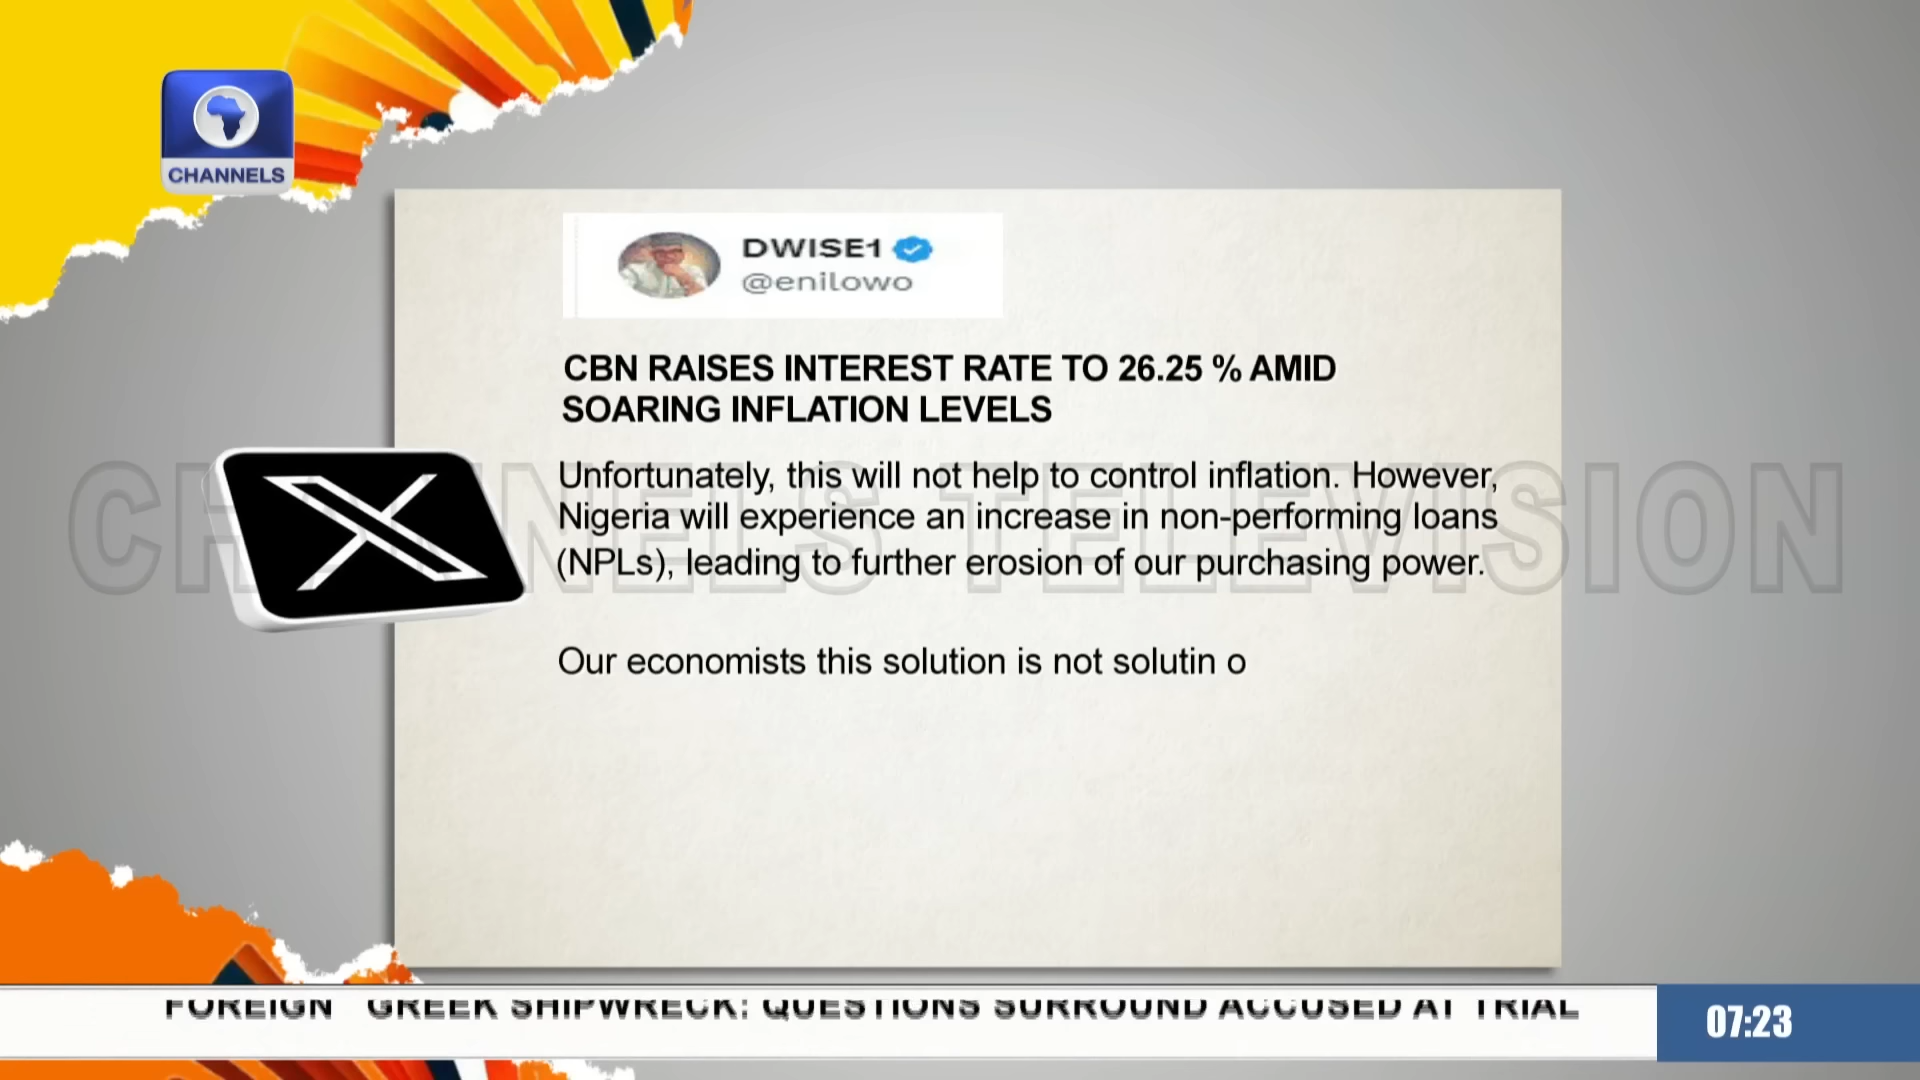 CHANNELS
DWISE1
@enilowo
CBN RAISES INTEREST RATE TO 26.25 % AMID
SOARING INFLATION LEVELS
Unfortunately, this will not help to control inflation. However,
Nigeria will experience an increase in non-performing loans
(NPLs), leading to further erosion of our purchasing power.
Our economists this solution is not solutin o
CHANNELS TELEVISION
FOREIGN GREEK SHIPWRECK: QUESTIONS SURROUND ACCUSED AT TRIAL
07:23